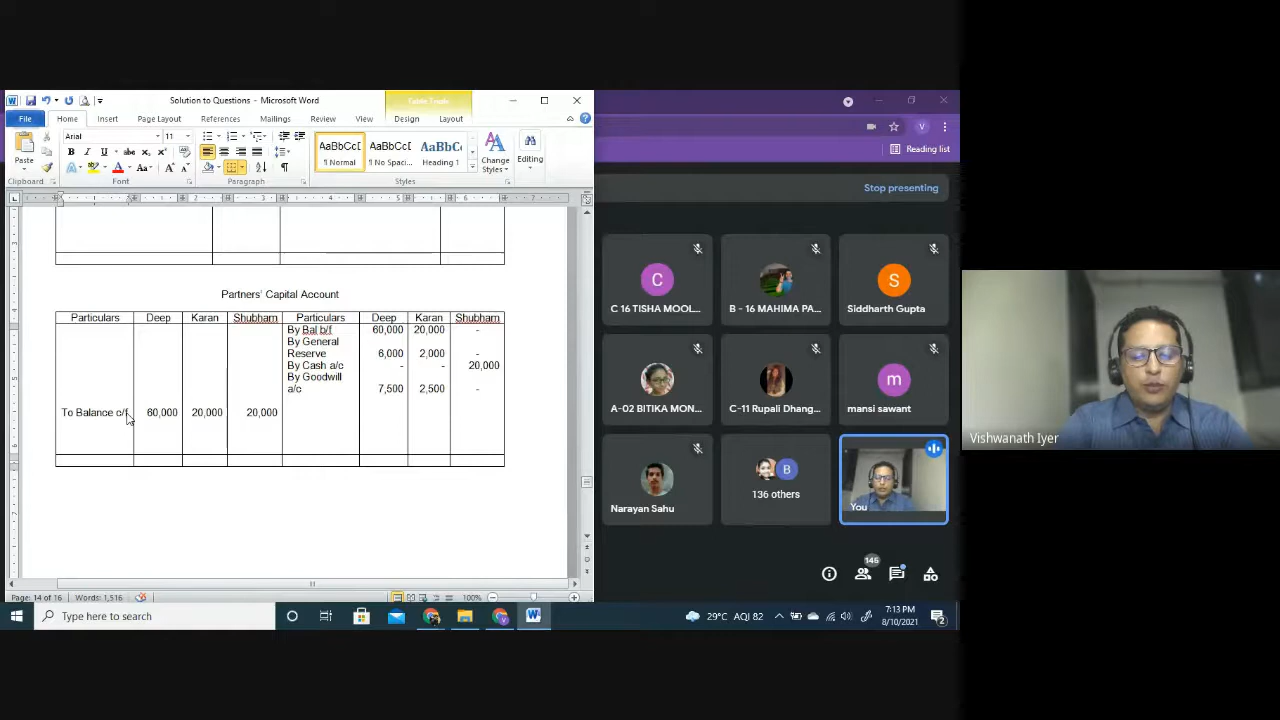 Solution to Questions - Microsoft Word
Table Tools
File Home Insert Page Layout References Mailings Review View Design Layout
Paste
Clipboard
Arial 11
Font
Paragraph
AaBbCcI AaBbCcI AaBbC
¶ Normal ¶ No Spaci... Heading 1
Styles
Change Styles
Editing
Partners' Capital Account
Particulars Deep Karan Shubham Particulars Deep Karan Shubham
By Bal b/f 60,000 20,000 -
By General
Reserve 6,000 2,000 -
By Cash a/c - - 20,000
By Goodwill
a/c 7,500 2,500 -
To Balance c/f 60,000 20,000 20,000
Page: 14 of 16 Words: 1,516 100%
Type here to search
29°C AQI 82
7:13 PM
8/10/2021
2
V
Reading list
Stop presenting
C
C 16 TISHA MOOL...
B - 16 MAHIMA PA...
S
Siddharth Gupta
A-02 BITIKA MON...
C-11 Rupali Dhang...
m
mansi sawant
Narayan Sahu
B
136 others
You
145
Vishwanath Iyer